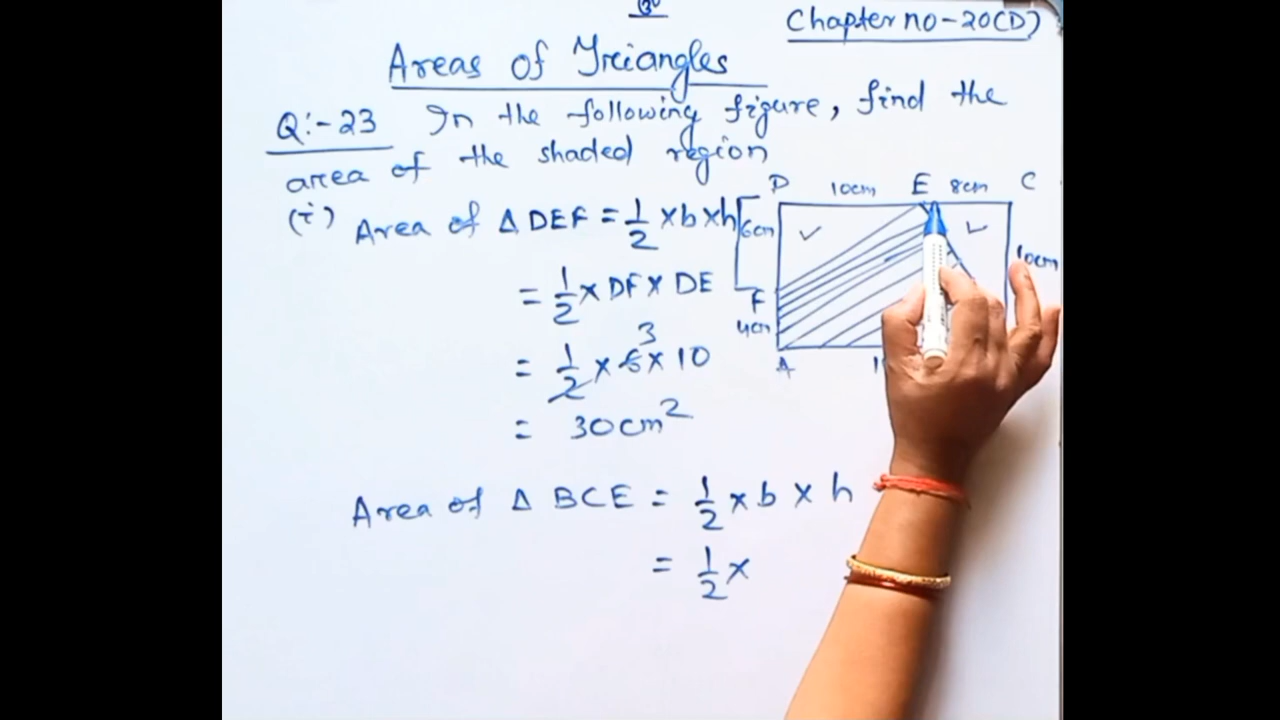 Chapter no-20(D)
Areas of Treiangles
Q:-23 In the following figure, find the
area of the shaded region
(i) Area of Δ DEF = 1/2 × b × h
= 1/2 × DF × DE
3
= 1/2 × 6 × 10
= 30 cm²
D 10cm E 8cm C
6cm
10cm
F
4cm
A
Area of Δ BCE = 1/2 × b × h
= 1/2 ×